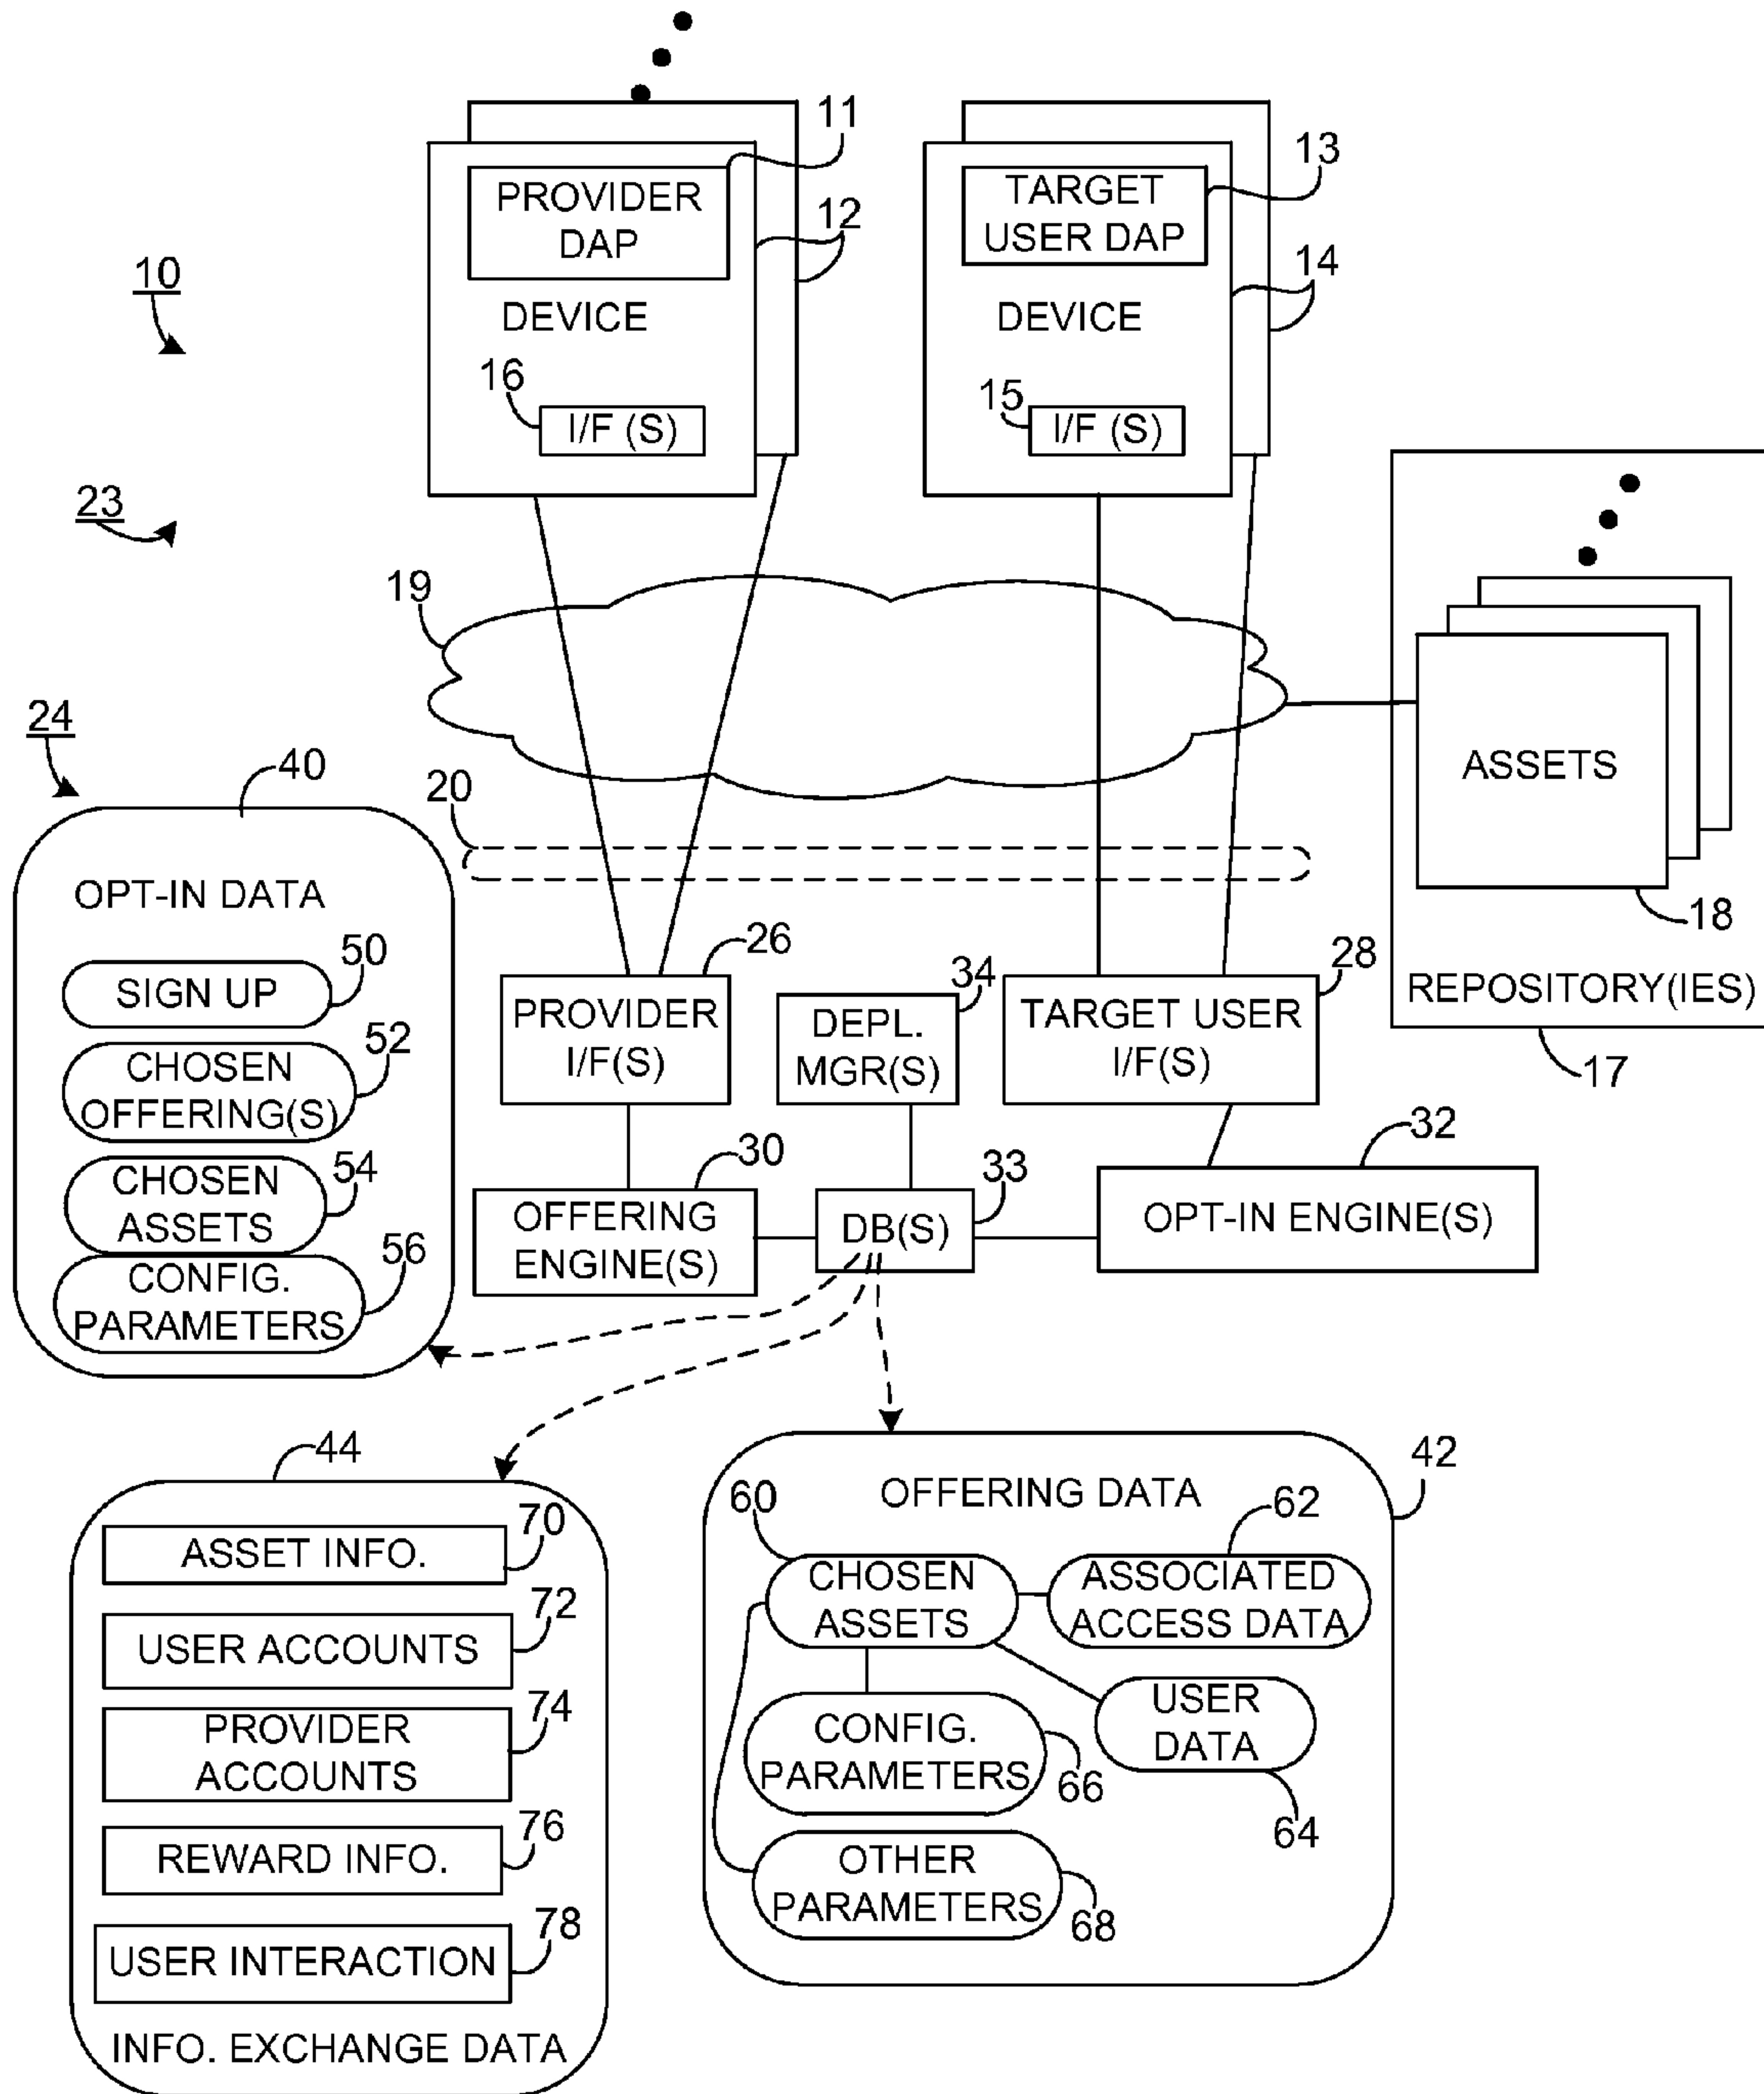 11
PROVIDER
DAP
12
DEVICE
16
I/F (S)
13
TARGET
USER DAP
14
DEVICE
15
I/F (S)
10
23
19
24
20
ASSETS
18
REPOSITORY(IES)
17
40
OPT-IN DATA
50
SIGN UP
52
CHOSEN
OFFERING(S)
54
CHOSEN
ASSETS
56
CONFIG.
PARAMETERS
26
PROVIDER
I/F(S)
34
DEPL.
MGR(S)
28
TARGET USER
I/F(S)
30
OFFERING
ENGINE(S)
33
DB(S)
32
OPT-IN ENGINE(S)
44
70
ASSET INFO.
72
USER ACCOUNTS
74
PROVIDER
ACCOUNTS
76
REWARD INFO.
78
USER INTERACTION
INFO. EXCHANGE DATA
42
OFFERING DATA
60
CHOSEN
ASSETS
62
ASSOCIATED
ACCESS DATA
USER
DATA
64
CONFIG.
PARAMETERS
66
OTHER
PARAMETERS
68